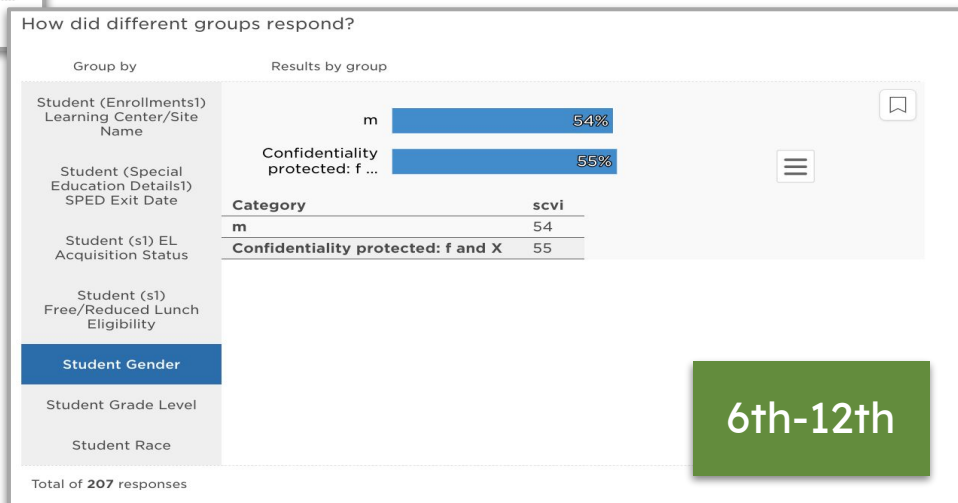 How did different groups respond?
Group by
Results by group
Student (Enrollments1)
Learning Center/Site
Name
Student (Special
Education Details1)
SPED Exit Date
Student (s1) EL
Acquisition Status
Student (s1)
Free/Reduced Lunch
Eligibility
Student Gender
Student Grade Level
Student Race
m 54%
Confidentiality
protected: f ... 55%
Category scvi
m 54
Confidentiality protected: f and X 55
6th-12th
Total of 207 responses